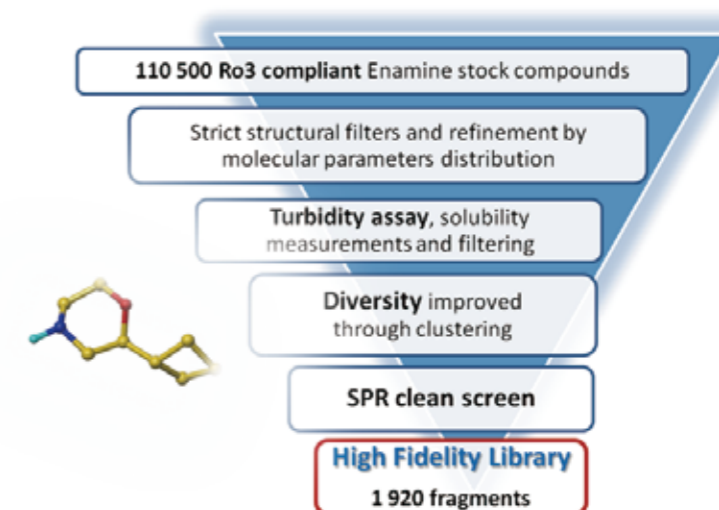 110 500 Ro3 compliant Enamine stock compounds
Strict structural filters and refinement by
molecular parameters distribution
Turbidity assay, solubility
measurements and filtering
Diversity improved
through clustering
SPR clean screen
High Fidelity Library
1 920 fragments